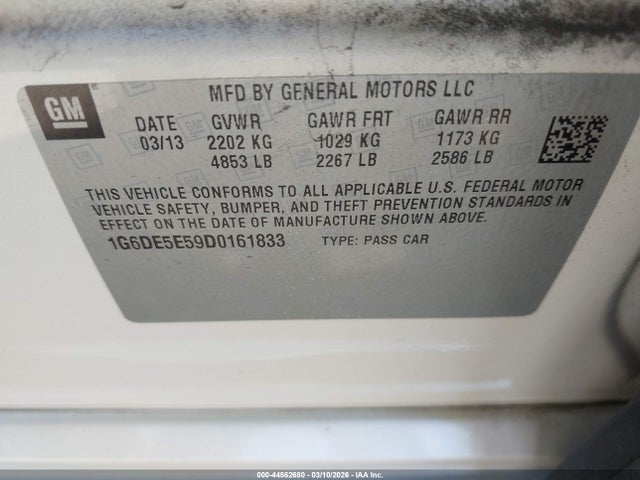 GM
MFD BY GENERAL MOTORS LLC
DATE GVWR GAWR FRT GAWR RR
03/13 2202 KG 1029 KG 1173 KG
4853 LB 2267 LB 2586 LB
THIS VEHICLE CONFORMS TO ALL APPLICABLE U.S. FEDERAL MOTOR
VEHICLE SAFETY, BUMPER, AND THEFT PREVENTION STANDARDS IN
EFFECT ON THE DATE OF MANUFACTURE SHOWN ABOVE.
1G6DE5E59D0161833 TYPE: PASS CAR
000-44562680 - 03/10/2026 - IAA Inc.